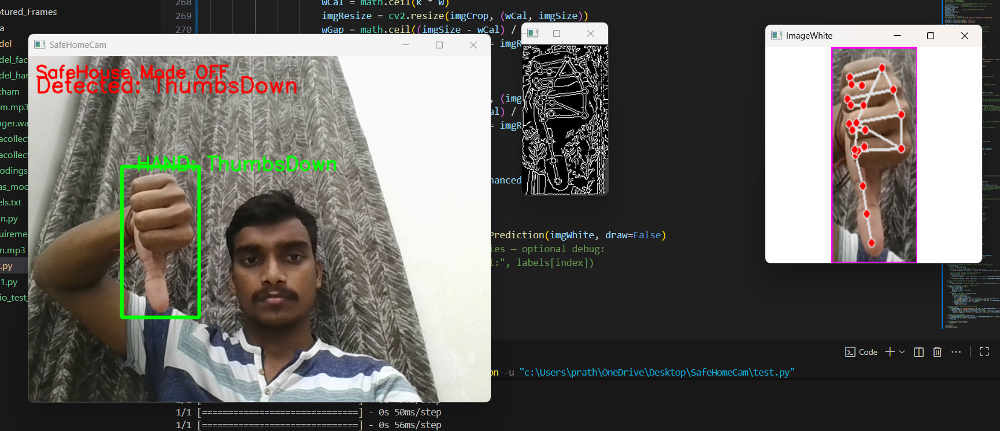 ptured_Frames
a
del
del_fac
del_han
tham
m.mp3
nger.wa
acollect
acollect
odings
as_mod
els.txt
n.py
uireme
n.mp3
.py
1.py
io_test_
268 wCal = math.ceil(k * w)
269 imgResize = cv2.resize(imgCrop, (wCal, imgSize))
270 wGap = math.ceil((imgSize - wCal) /
= imgR
, (img
al) /
= imgR
hanced
Prediction(imgWhite, draw=False)
ies — optional debug:
l:", labels[index])
SafeHomeCam
SafeHouse Mode OFF
Detected: ThumbsDown
HAND: ThumbsDown
ImageWhite
Code
on -u "c:\Users\prath\OneDrive\Desktop\SafeHomeCam\test.py"
1/1 [==============================] - 0s 50ms/step
1/1 [==============================] - 0s 56ms/step